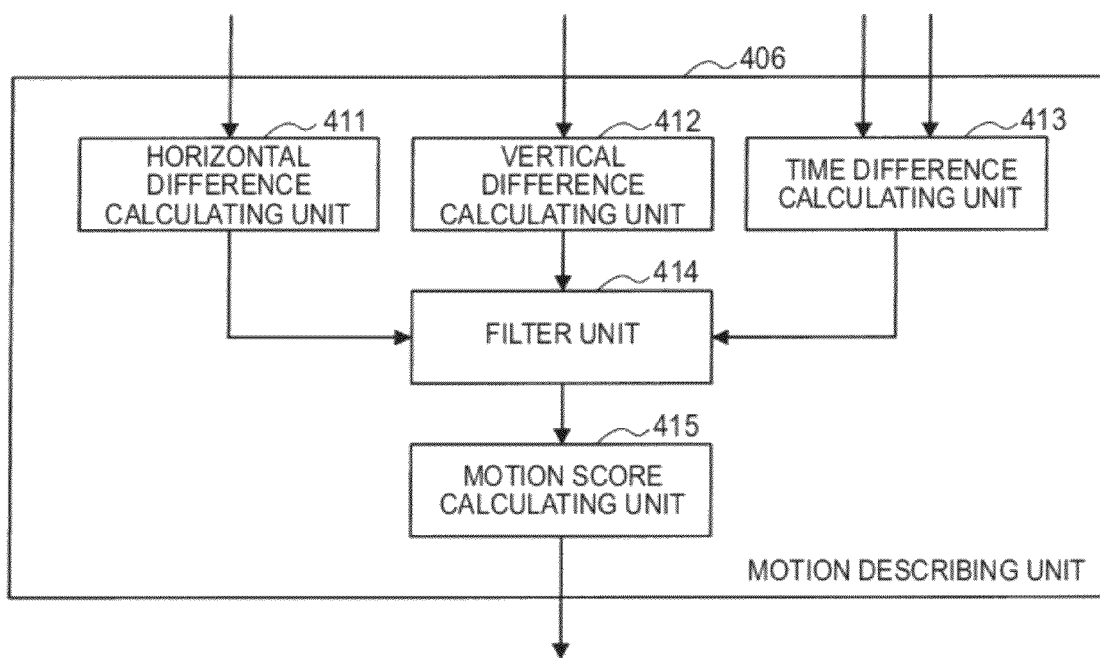 406
411
412
413
HORIZONTAL
DIFFERENCE
CALCULATING UNIT
VERTICAL
DIFFERENCE
CALCULATING UNIT
TIME DIFFERENCE
CALCULATING UNIT
414
FILTER UNIT
415
MOTION SCORE
CALCULATING UNIT
MOTION DESCRIBING UNIT